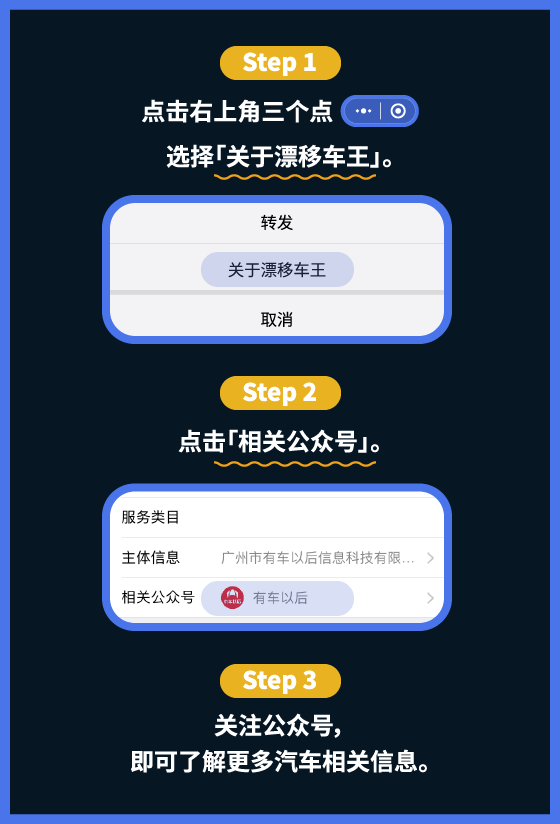 Step 1
点击右上角三个点
选择「关于漂移车王」。
转发
关于漂移车王
取消
Step 2
点击「相关公众号」。
服务类目
主体信息 广州市有车以后信息科技有限...
相关公众号 有车以后 有车以后
Step 3
关注公众号，
即可了解更多汽车相关信息。